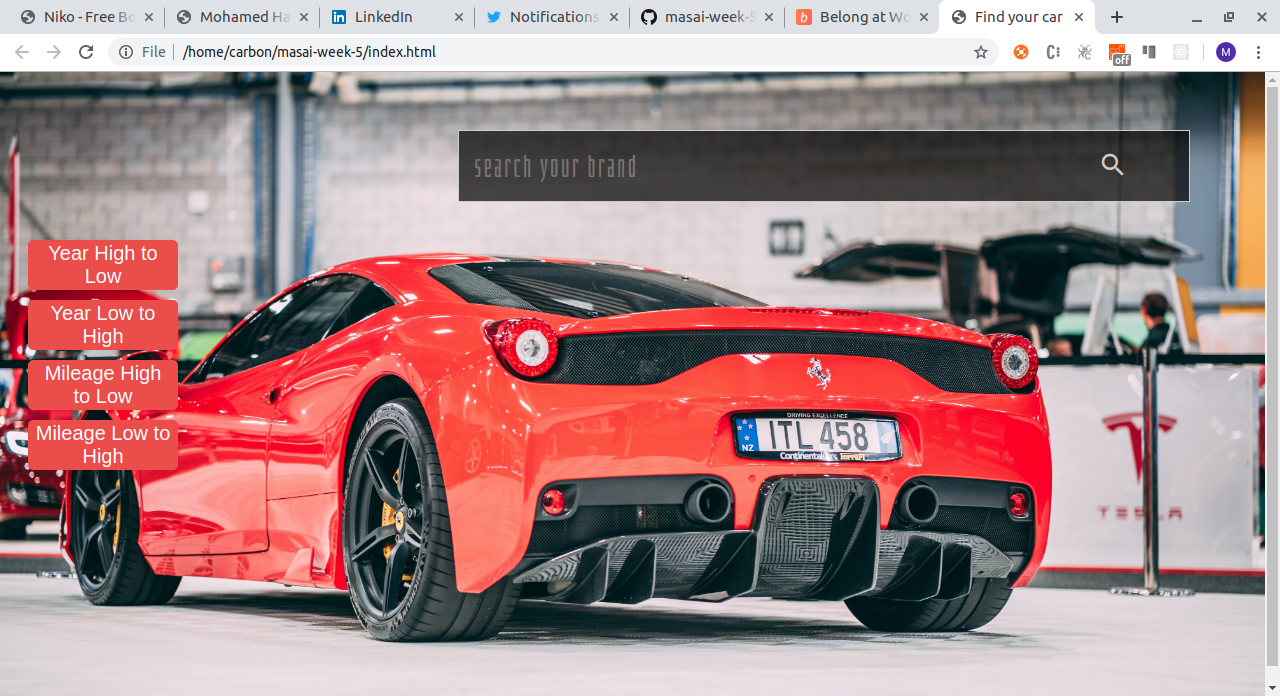 Niko - Free Bo
Mohamed Ha
LinkedIn
Notifications
masai-week-5
Belong at Wo
Find your car
File
/home/carbon/masai-week-5/index.html
off
M
search your brand
Year High to
Low
Year Low to
High
Mileage High
to Low
Mileage Low to
High
DRIVING EXCELLENCE
NZ
ITL 458
Continental Cars Ferrari
TESLA